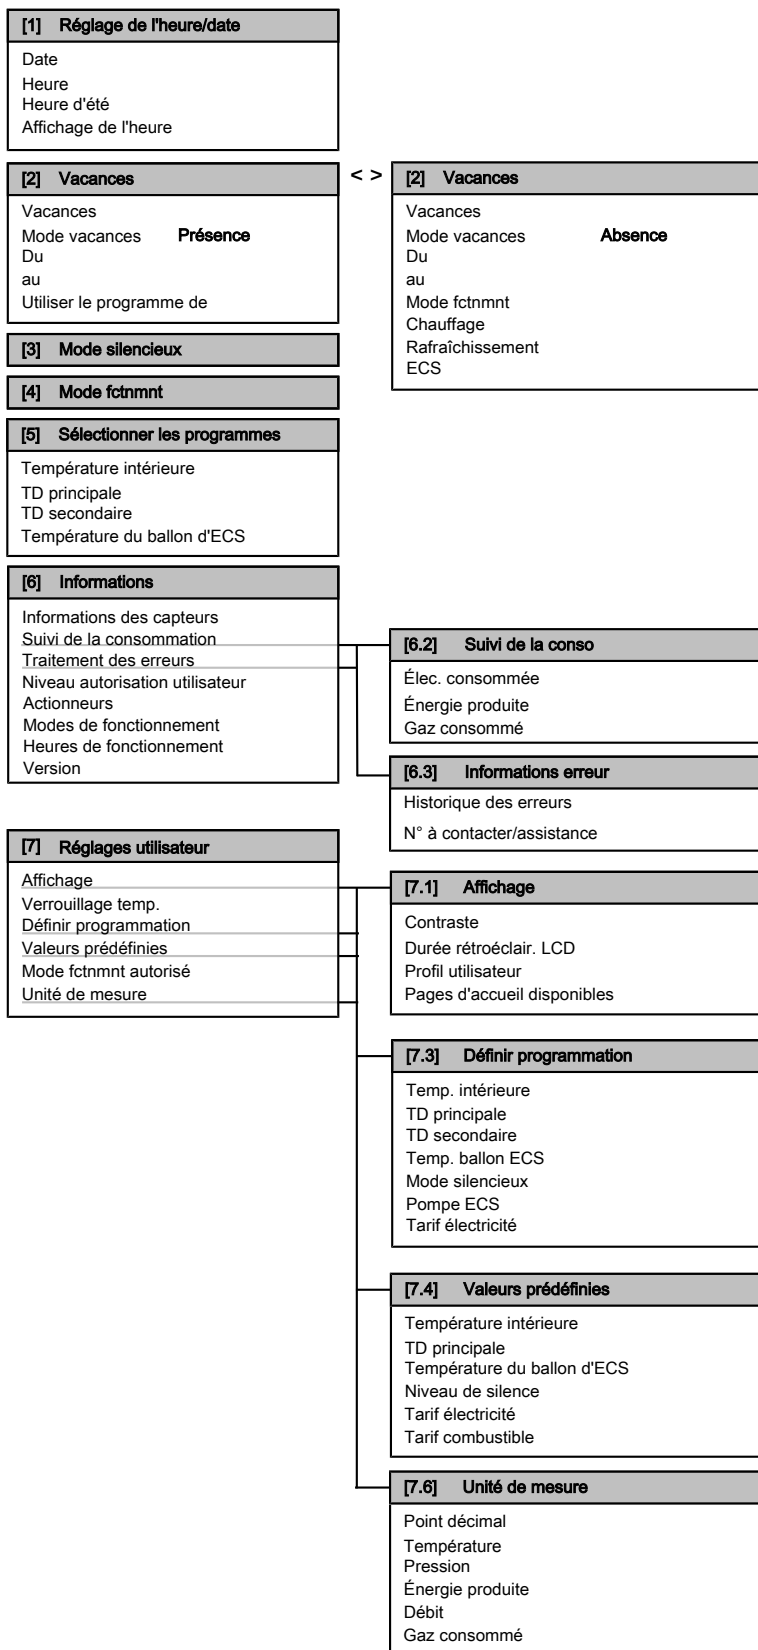 [1] Réglage de l'heure/date
Date
Heure
Heure d'été
Affichage de l'heure
[2] Vacances
Vacances
Mode vacances Présence
Du
au
Utiliser le programme de
< >
[2] Vacances
Vacances
Mode vacances Absence
Du
au
Mode fctnmnt
Chauffage
Rafraîchissement
ECS
[3] Mode silencieux
[4] Mode fctnmnt
[5] Sélectionner les programmes
Température intérieure
TD principale
TD secondaire
Température du ballon d'ECS
[6] Informations
Informations des capteurs
Suivi de la consommation
Traitement des erreurs
Niveau autorisation utilisateur
Actionneurs
Modes de fonctionnement
Heures de fonctionnement
Version
[6.2] Suivi de la conso
Élec. consommée
Énergie produite
Gaz consommé
[6.3] Informations erreur
Historique des erreurs
N° à contacter/assistance
[7] Réglages utilisateur
Affichage
Verrouillage temp.
Définir programmation
Valeurs prédéfinies
Mode fctnmnt autorisé
Unité de mesure
[7.1] Affichage
Contraste
Durée rétroéclair. LCD
Profil utilisateur
Pages d'accueil disponibles
[7.3] Définir programmation
Temp. intérieure
TD principale
TD secondaire
Temp. ballon ECS
Mode silencieux
Pompe ECS
Tarif électricité
[7.4] Valeurs prédéfinies
Température intérieure
TD principale
Température du ballon d'ECS
Niveau de silence
Tarif électricité
Tarif combustible
[7.6] Unité de mesure
Point décimal
Température
Pression
Énergie produite
Débit
Gaz consommé